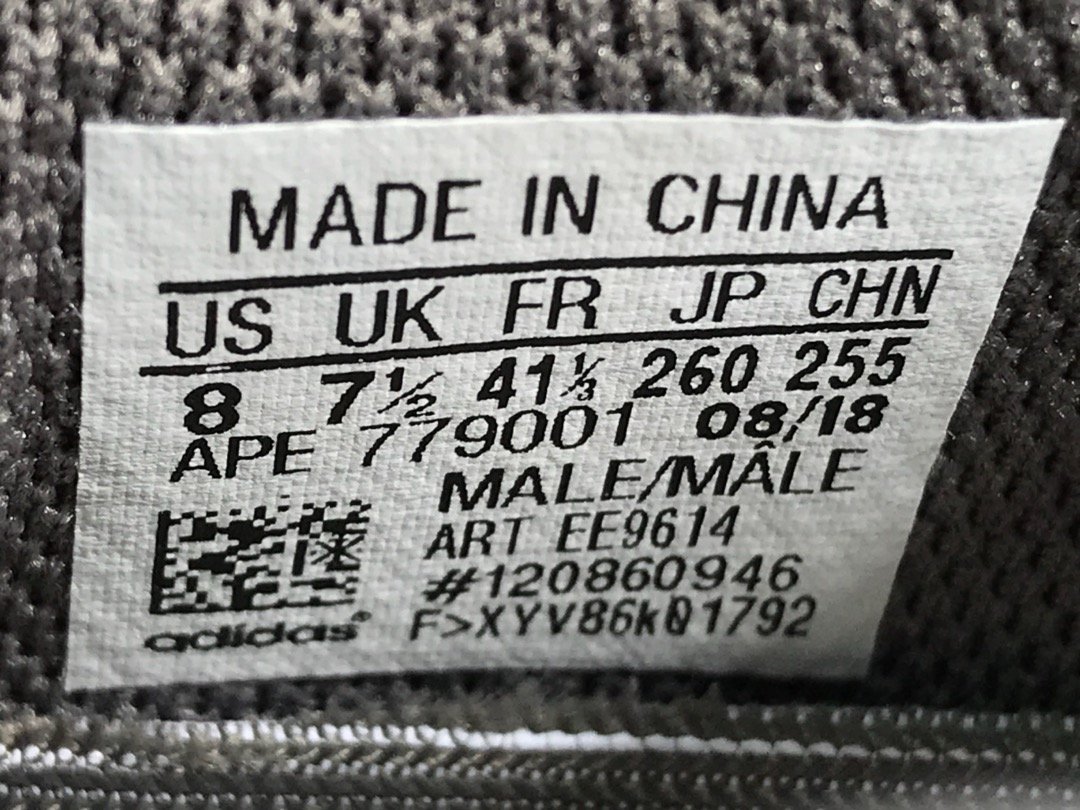 MADE IN CHINA
US UK FR JP CHN
8 7½ 41⅓ 260 255
APE 779001 08/18
MALE/MÂLE
ART EE9614
#120860946
adidas® F>XYV86k01792